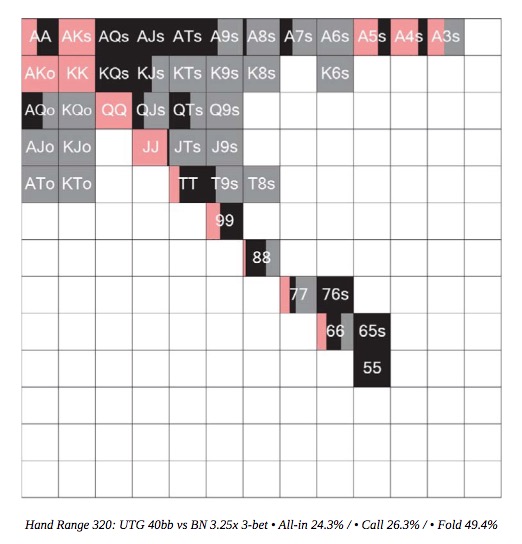 AA AKs AQs AJs ATs A9s A8s A7s A6s A5s A4s A3s
AKo KK KQs KJs KTs K9s K8s K6s
AQo KQo QQ QJs QTs Q9s
AJo KJo JJ JTs J9s
ATo KTo TT T9s T8s
99
88
77 76s
66 65s
55
Hand Range 320: UTG 40bb vs BN 3.25x 3-bet • All-in 24.3% / • Call 26.3% / • Fold 49.4%